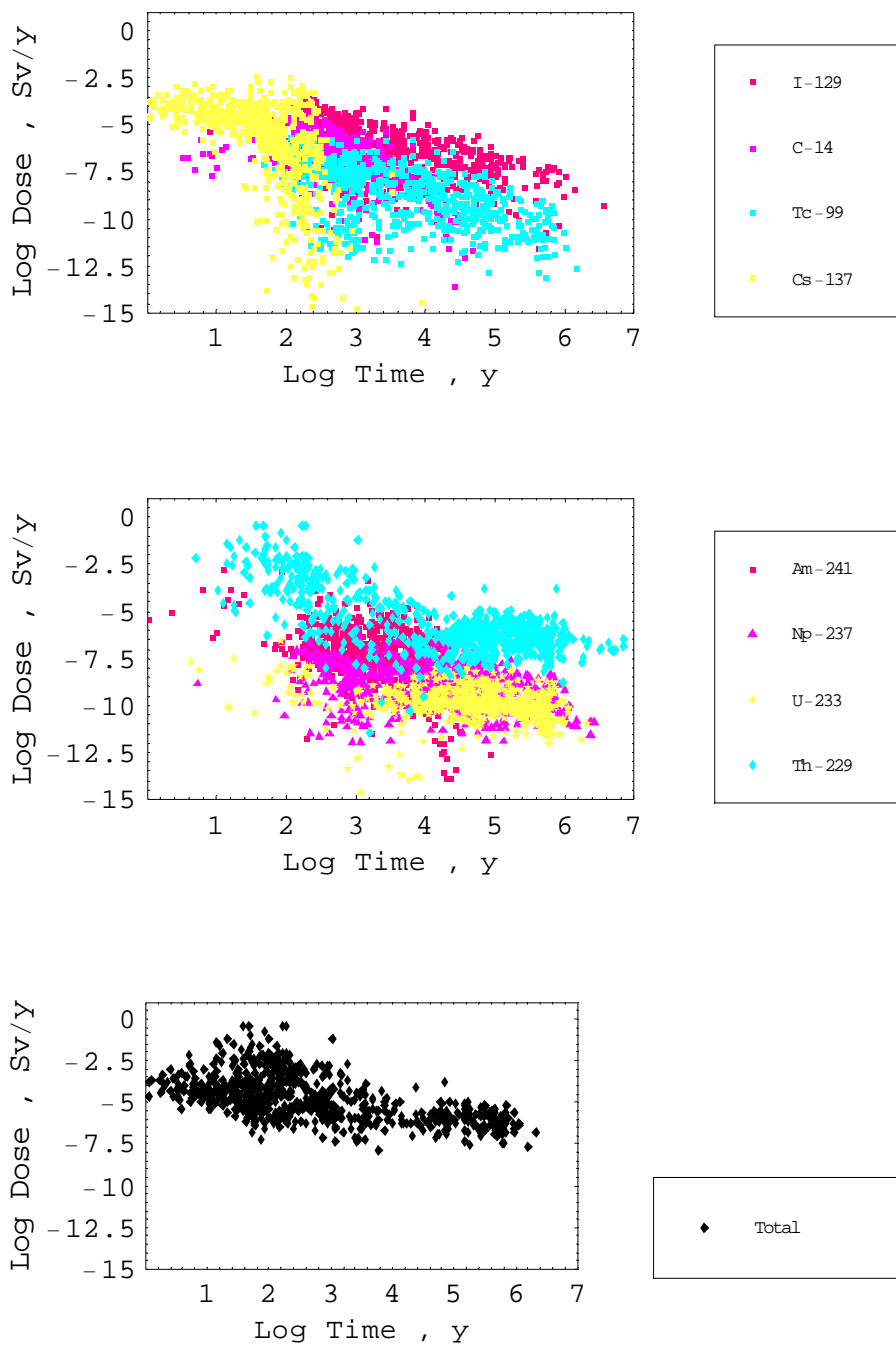 0
−2.5
−5
−7.5
−10
−12.5
−15
Log Dose , Sv/y
1 2 3 4 5 6 7
Log Time , y
I−129
C−14
Tc−99
Cs−137
0
−2.5
−5
−7.5
−10
−12.5
−15
Log Dose , Sv/y
1 2 3 4 5 6 7
Log Time , y
Am−241
Np−237
U−233
Th−229
0
−2.5
−5
−7.5
−10
−12.5
−15
Log Dose , Sv/y
1 2 3 4 5 6 7
Log Time , y
Total